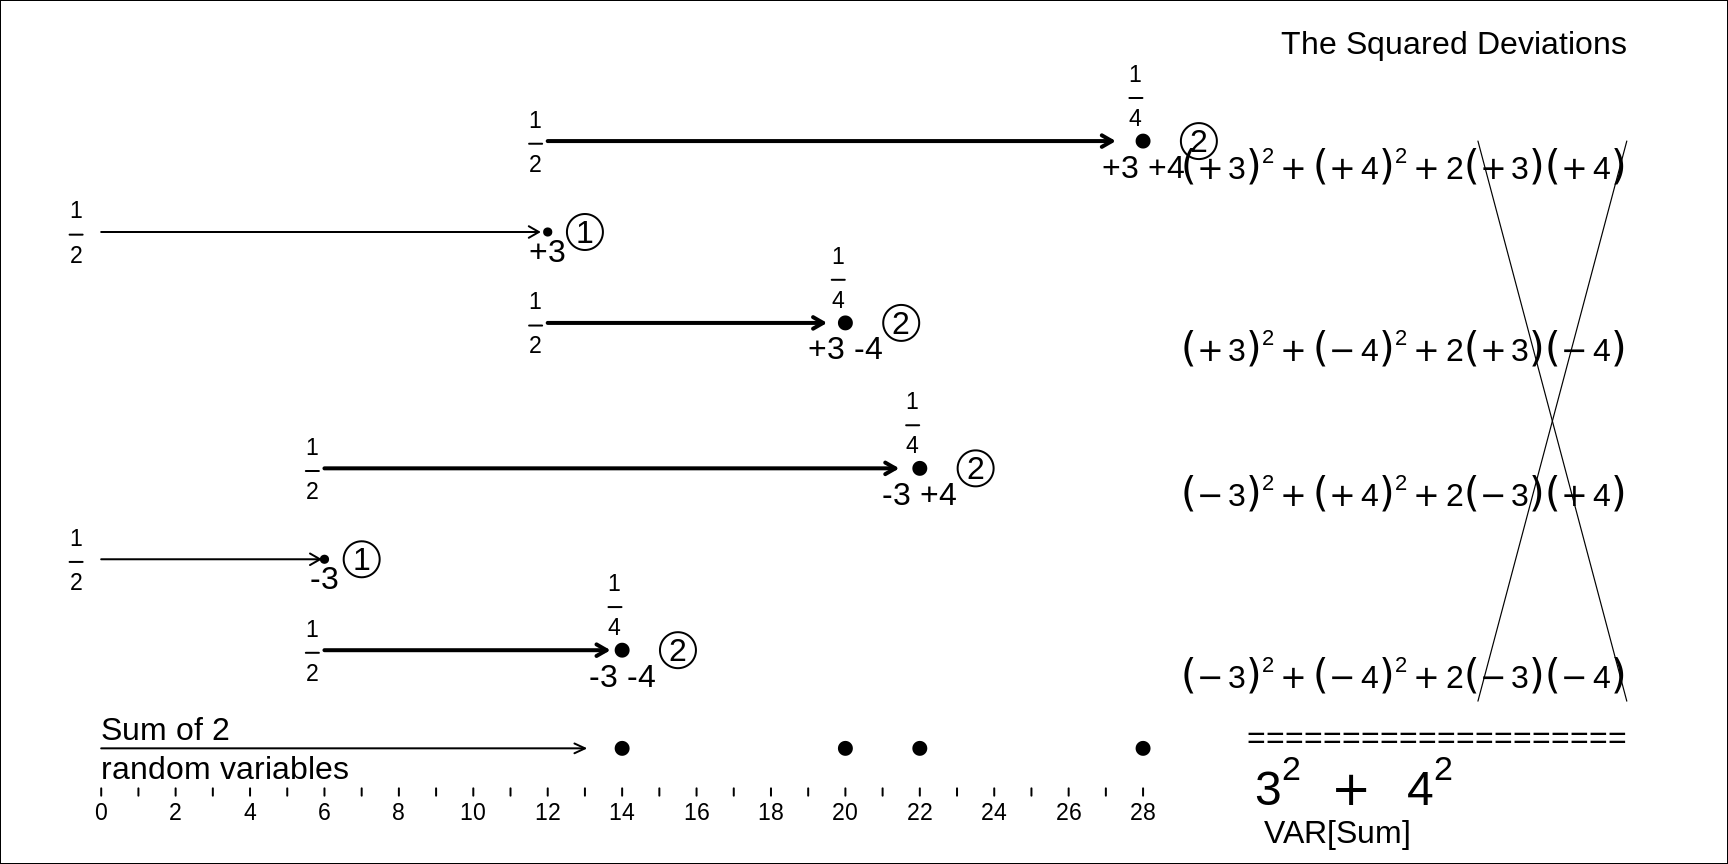 The Squared Deviations
1/4
1/2
②
+3 +4
(+ 3)² + (+ 4)² + 2(+ 3)(+ 4)
1/2
①
+3
1/4
1/2
②
+3 -4
(+ 3)² + (− 4)² + 2(+ 3)(− 4)
1/4
1/2
②
-3 +4
(− 3)² + (+ 4)² + 2(− 3)(+ 4)
1/2
①
-3
1/4
1/2
②
-3 -4
(− 3)² + (− 4)² + 2(− 3)(− 4)
Sum of 2
random variables
====================
3² + 4²
VAR[Sum]
0 2 4 6 8 10 12 14 16 18 20 22 24 26 28